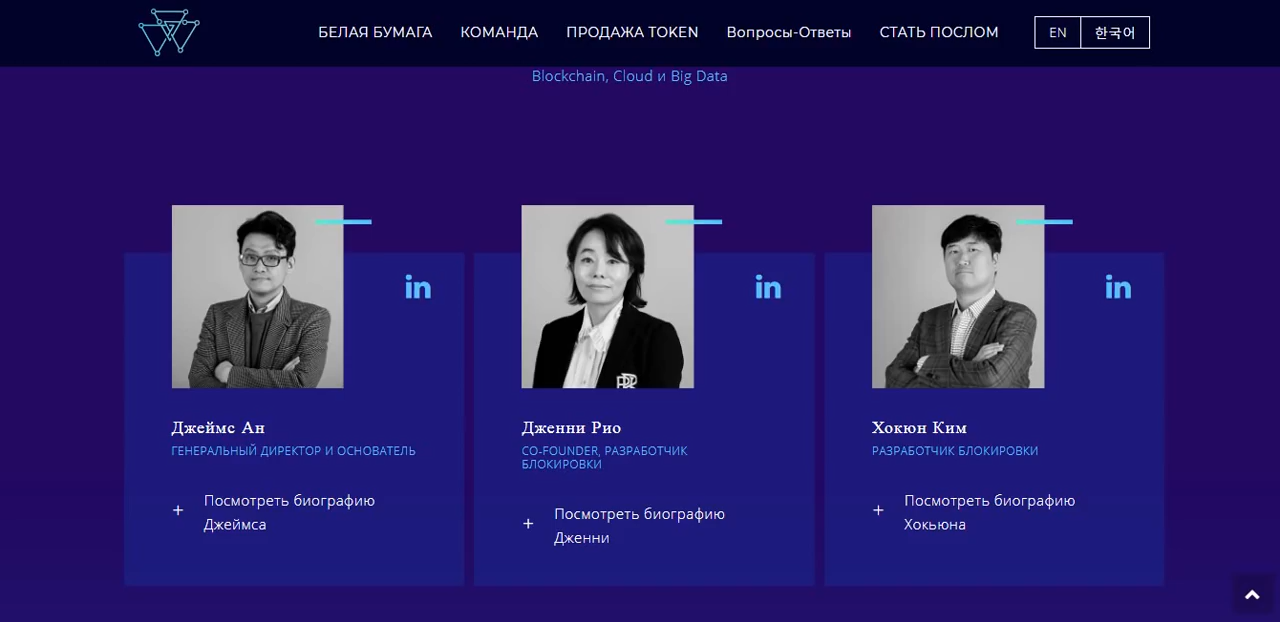 БЕЛАЯ БУМАГА КОМАНДА ПРОДАЖА TOKEN Вопросы-Ответы СТАТЬ ПОСЛОМ EN 한국어
Blockchain, Cloud и Big Data
in in in
Джеймс Ан
ГЕНЕРАЛЬНЫЙ ДИРЕКТОР И ОСНОВАТЕЛЬ
+ Посмотреть биографию
Джеймса
Дженни Рио
CO-FOUNDER, РАЗРАБОТЧИК
БЛОКИРОВКИ
+ Посмотреть биографию
Дженни
Хокюн Ким
РАЗРАБОТЧИК БЛОКИРОВКИ
+ Посмотреть биографию
Хокьюна